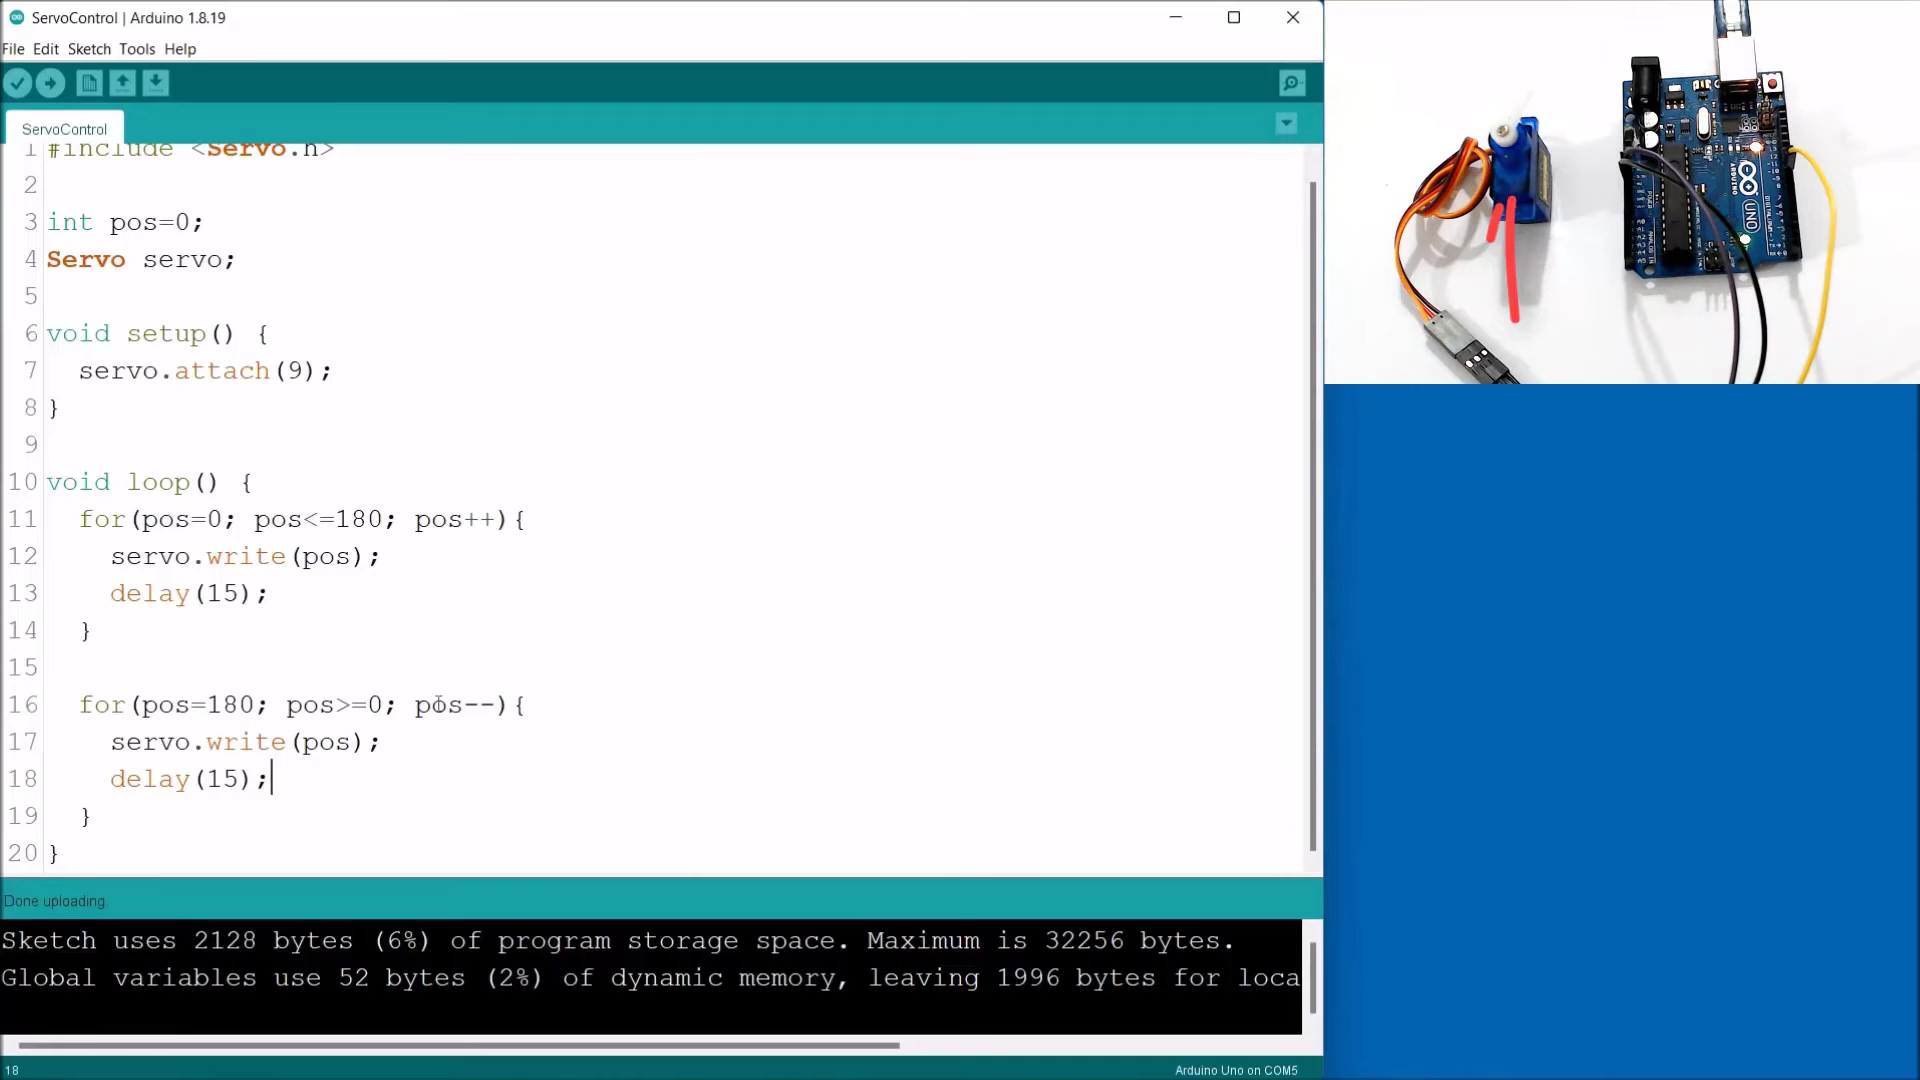 ServoControl | Arduino 1.8.19
File Edit Sketch Tools Help
ServoControl
1 #include <Servo.h>
2
3 int pos=0;
4 Servo servo;
5
6 void setup() {
7 servo.attach(9);
8 }
9
10 void loop() {
11 for(pos=0; pos<=180; pos++){
12 servo.write(pos);
13 delay(15);
14 }
15
16 for(pos=180; pos>=0; pos--){
17 servo.write(pos);
18 delay(15);
19 }
20 }
Done uploading.
Sketch uses 2128 bytes (6%) of program storage space. Maximum is 32256 bytes.
Global variables use 52 bytes (2%) of dynamic memory, leaving 1996 bytes for loca
18
Arduino Uno on COM5
UNO
ARDUINO